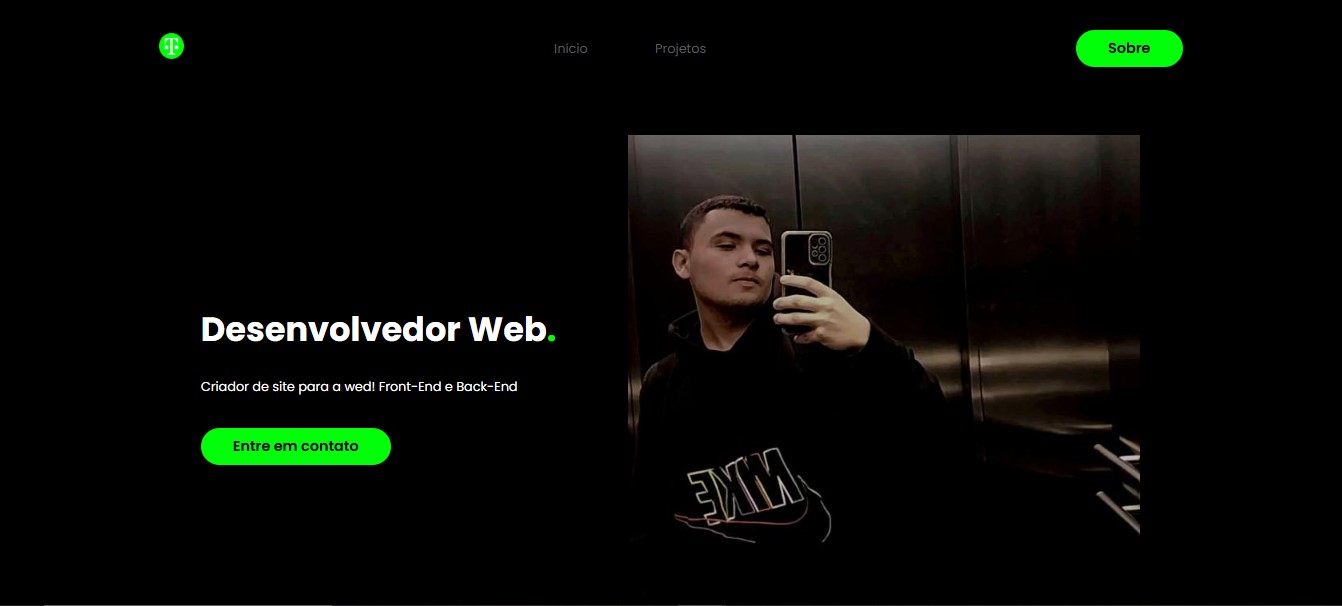 T
Inicio
Projetos
Sobre
Desenvolvedor Web.
Criador de site para a wed! Front-End e Back-End
Entre em contato
NIKE